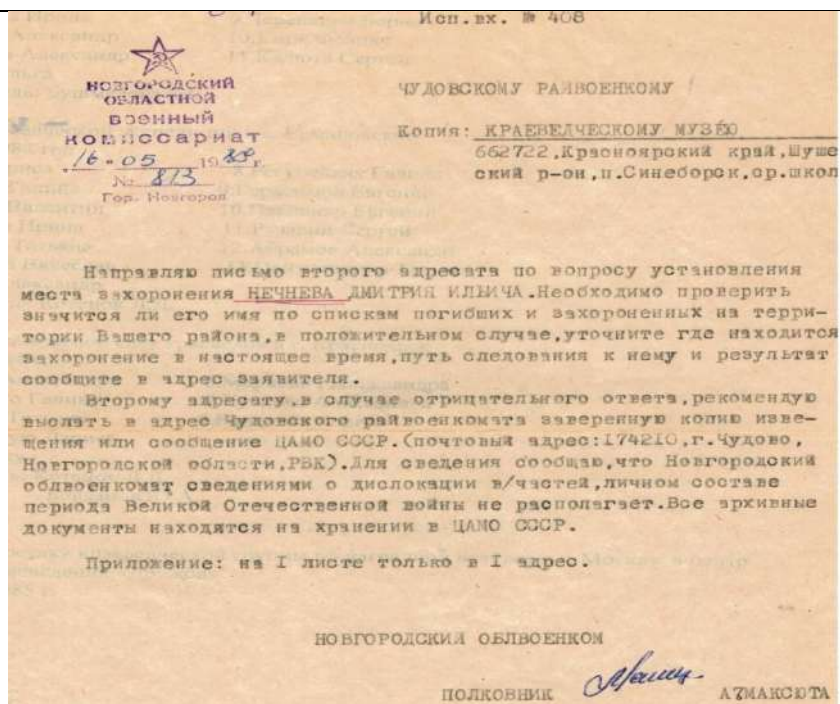 Исп.вх. № 408
НОВГОРОДСКИЙ
ОБЛАСТНОЙ
ВОЕННЫЙ
КОМИССАРИАТ
16 - 05 19 г.
№ 813
Гор. Новгород
ЧУДОВСКОМУ РАЙВОЕНКОМУ
Копия: КРАЕВЕДЧЕСКОМУ МУЗЕЮ
662722,Красноярский край,Шуше
ский р-он,п.Синеборск,ср.школ
Направляю письмо второго адресата по вопросу установления
места захоронения НЕЧНЕВА ДМИТРИЯ ИЛЬИЧА.Необходимо проверить
значится ли его имя по спискам погибших и захороненных на терри-
тории Вашего района,в положительном случае,уточните где находится
захоронение в настоящее время,путь следования к нему и результат
сообщите в адрес заявителя.
Второму адресату,в случае отрицательного ответа,рекомендую
выслать в адрес Чудовского райвоенкомата заверенную копию изве-
щения или сообщение ЦАМО СССР.(почтовый адрес:174210,г.Чудово,
Новгородской области,РВК).Для сведения сообщаю,что Новгородский
облвоенкомат сведениями о дислокации в/частей,личном составе
периода Великой Отечественной войны не располагает.Все архивные
документы находятся на хранении в ЦАМО СССР.
Приложение: на I листе только в I адрес.
НОВГОРОДСКИЙ ОБЛВОЕНКОМ
ПОЛКОВНИК
МАКСЮТА